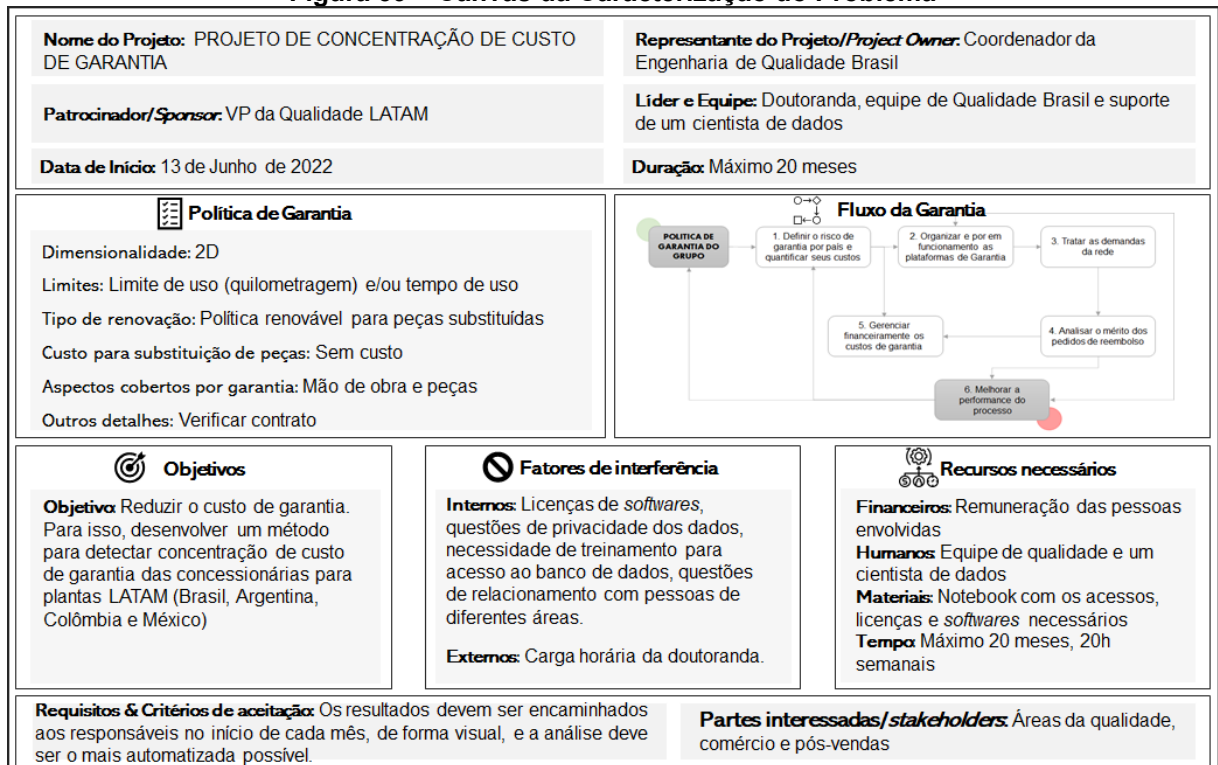 Nome do Projeto: PROJETO DE CONCENTRAÇÃO DE CUSTO
DE GARANTIA
Representante do Projeto/Project Owner: Coordenador da
Engenharia de Qualidade Brasil
Patrocinador/Sponsor: VP da Qualidade LATAM
Líder e Equipe: Doutoranda, equipe de Qualidade Brasil e suporte
de um cientista de dados
Data de Início: 13 de Junho de 2022
Duração: Máximo 20 meses
Política de Garantia
Dimensionalidade: 2D
Limites: Limite de uso (quilometragem) e/ou tempo de uso
Tipo de renovação: Política renovável para peças substituídas
Custo para substituição de peças: Sem custo
Aspectos cobertos por garantia: Mão de obra e peças
Outros detalhes: Verificar contrato
Fluxo da Garantia
POLITICA DE
GARANTIA DO
GRUPO
1. Definir o risco de
garantia por país e
quantificar seus custos
2. Organizar e por em
funcionamento as
plataformas de Garantia
3. Tratar as demandas
da rede
5. Gerenciar
financeiramente os
custos de garantia
4. Analisar o mérito dos
pedidos de reembolso
6. Melhorar a
performance do
processo
Objetivos
Objetivo: Reduzir o custo de garantia.
Para isso, desenvolver um método
para detectar concentração de custo
de garantia das concessionárias para
plantas LATAM (Brasil, Argentina,
Colômbia e México)
Fatores de interferência
Internos: Licenças de softwares,
questões de privacidade dos dados,
necessidade de treinamento para
acesso ao banco de dados, questões
de relacionamento com pessoas de
diferentes áreas.
Externos: Carga horária da doutoranda.
Recursos necessários
Financeiros: Remuneração das pessoas
envolvidas
Humanos: Equipe de qualidade e um
cientista de dados
Materiais: Notebook com os acessos,
licenças e softwares necessários
Tempo: Máximo 20 meses, 20h
semanais
Requisitos & Critérios de aceitação: Os resultados devem ser encaminhados
aos responsáveis no início de cada mês, de forma visual, e a análise deve
ser o mais automatizada possível.
Partes interessadas/stakeholders: Áreas da qualidade,
comércio e pós-vendas